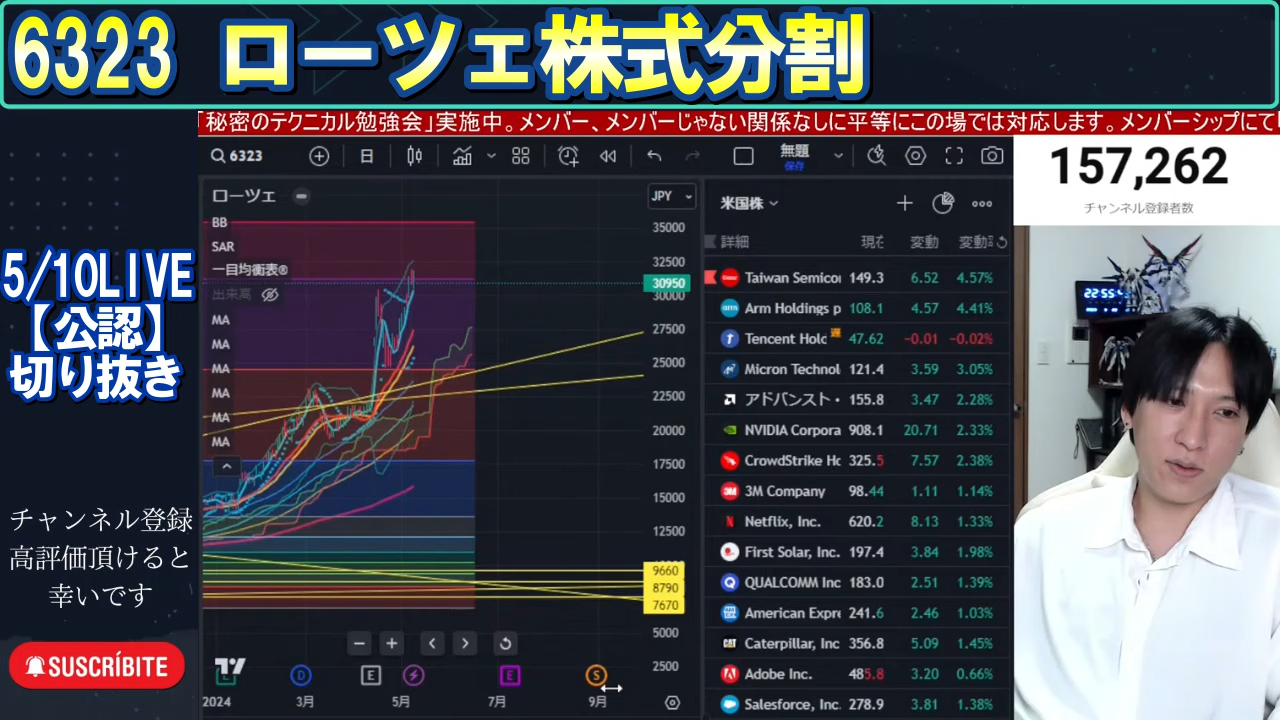 6323 ローツェ株式分割
「秘密のテクニカル勉強会」実施中。メンバー、メンバーじゃない関係なしに平等にこの場では対応します。メンバーシップにて
5/10LIVE
【公認】
切り抜き
チャンネル登録
高評価頂けると
幸いです
SUSCRÍBITE
6323
日
無題
保存
ローツェ
JPY
BB
SAR
一目均衡表
出来高
MA
MA
MA
MA
MA
MA
35000
32500
30950
30000
27500
25000
22500
20000
17500
15000
12500
9660
8790
7670
5000
2500
D
E
E
S
2024
3月
5月
7月
9月
米国株
詳細 現在 変動 変動
Taiwan Semicon 149.3 6.52 4.57%
Arm Holdings p 108.1 4.57 4.41%
Tencent Holc 47.62 −0.01 −0.02%
Micron Technol 121.4 3.59 3.05%
アドバンスト・ 155.8 3.47 2.28%
NVIDIA Corpora 908.1 20.71 2.33%
CrowdStrike Hc 325.5 7.57 2.38%
3M Company 98.44 1.11 1.14%
Netflix, Inc. 620.2 8.13 1.33%
First Solar, Inc. 197.4 3.84 1.98%
QUALCOMM Inc 183.0 2.51 1.39%
American Expre 241.6 2.46 1.03%
Caterpillar, Inc 356.8 5.09 1.45%
Adobe Inc. 485.8 3.20 0.66%
Salesforce, Inc. 278.9 3.81 1.38%
157,262
チャンネル登録者数
22:55